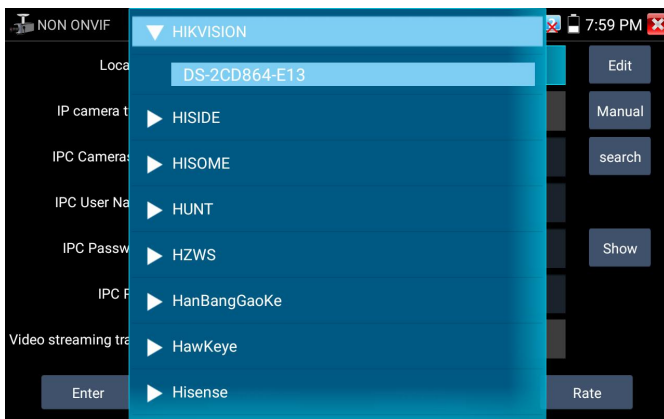 NON ONVIF
HIKVISION
7:59 PM
Loca
DS-2CD864-E13
Edit
IP camera t
HISIDE
Manual
IPC Cameras
HISOME
search
IPC User Na
HUNT
IPC Passw
HZWS
Show
IPC P
HanBangGaoKe
Video streaming tra
HawKeye
Enter
Hisense
Rate